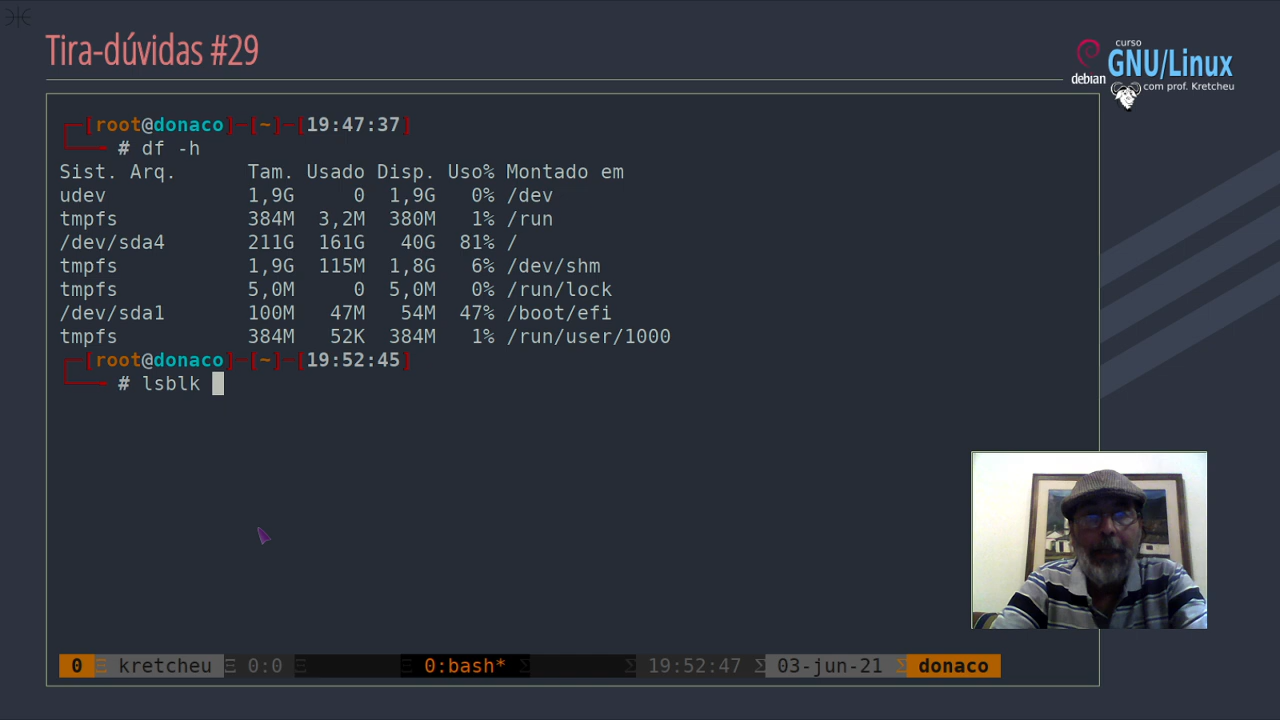 Tira-dúvidas #29
curso
GNU/Linux
debian
com prof. Kretcheu
[root@donaco]-[~]-[19:47:37]
# df -h
Sist. Arq. Tam. Usado Disp. Uso% Montado em
udev 1,9G 0 1,9G 0% /dev
tmpfs 384M 3,2M 380M 1% /run
/dev/sda4 211G 161G 40G 81% /
tmpfs 1,9G 115M 1,8G 6% /dev/shm
tmpfs 5,0M 0 5,0M 0% /run/lock
/dev/sda1 100M 47M 54M 47% /boot/efi
tmpfs 384M 52K 384M 1% /run/user/1000
[root@donaco]-[~]-[19:52:45]
# lsblk
0 Ξ kretcheu Ξ 0:0 Ξ 0:bash* Σ Σ 19:52:47 Σ 03-jun-21 Σ donaco